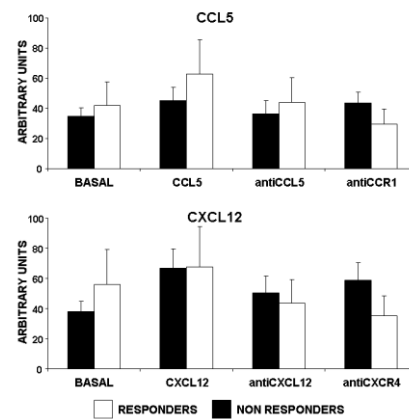 CCL5
ARBITRARY UNITS
100
80
60
40
20
0
BASAL CCL5 antiCCL5 antiCCR1
CXCL12
ARBITRARY UNITS
100
80
60
40
20
0
BASAL CXCL12 antiCXCL12 antiCXCR4
RESPONDERS NON RESPONDERS